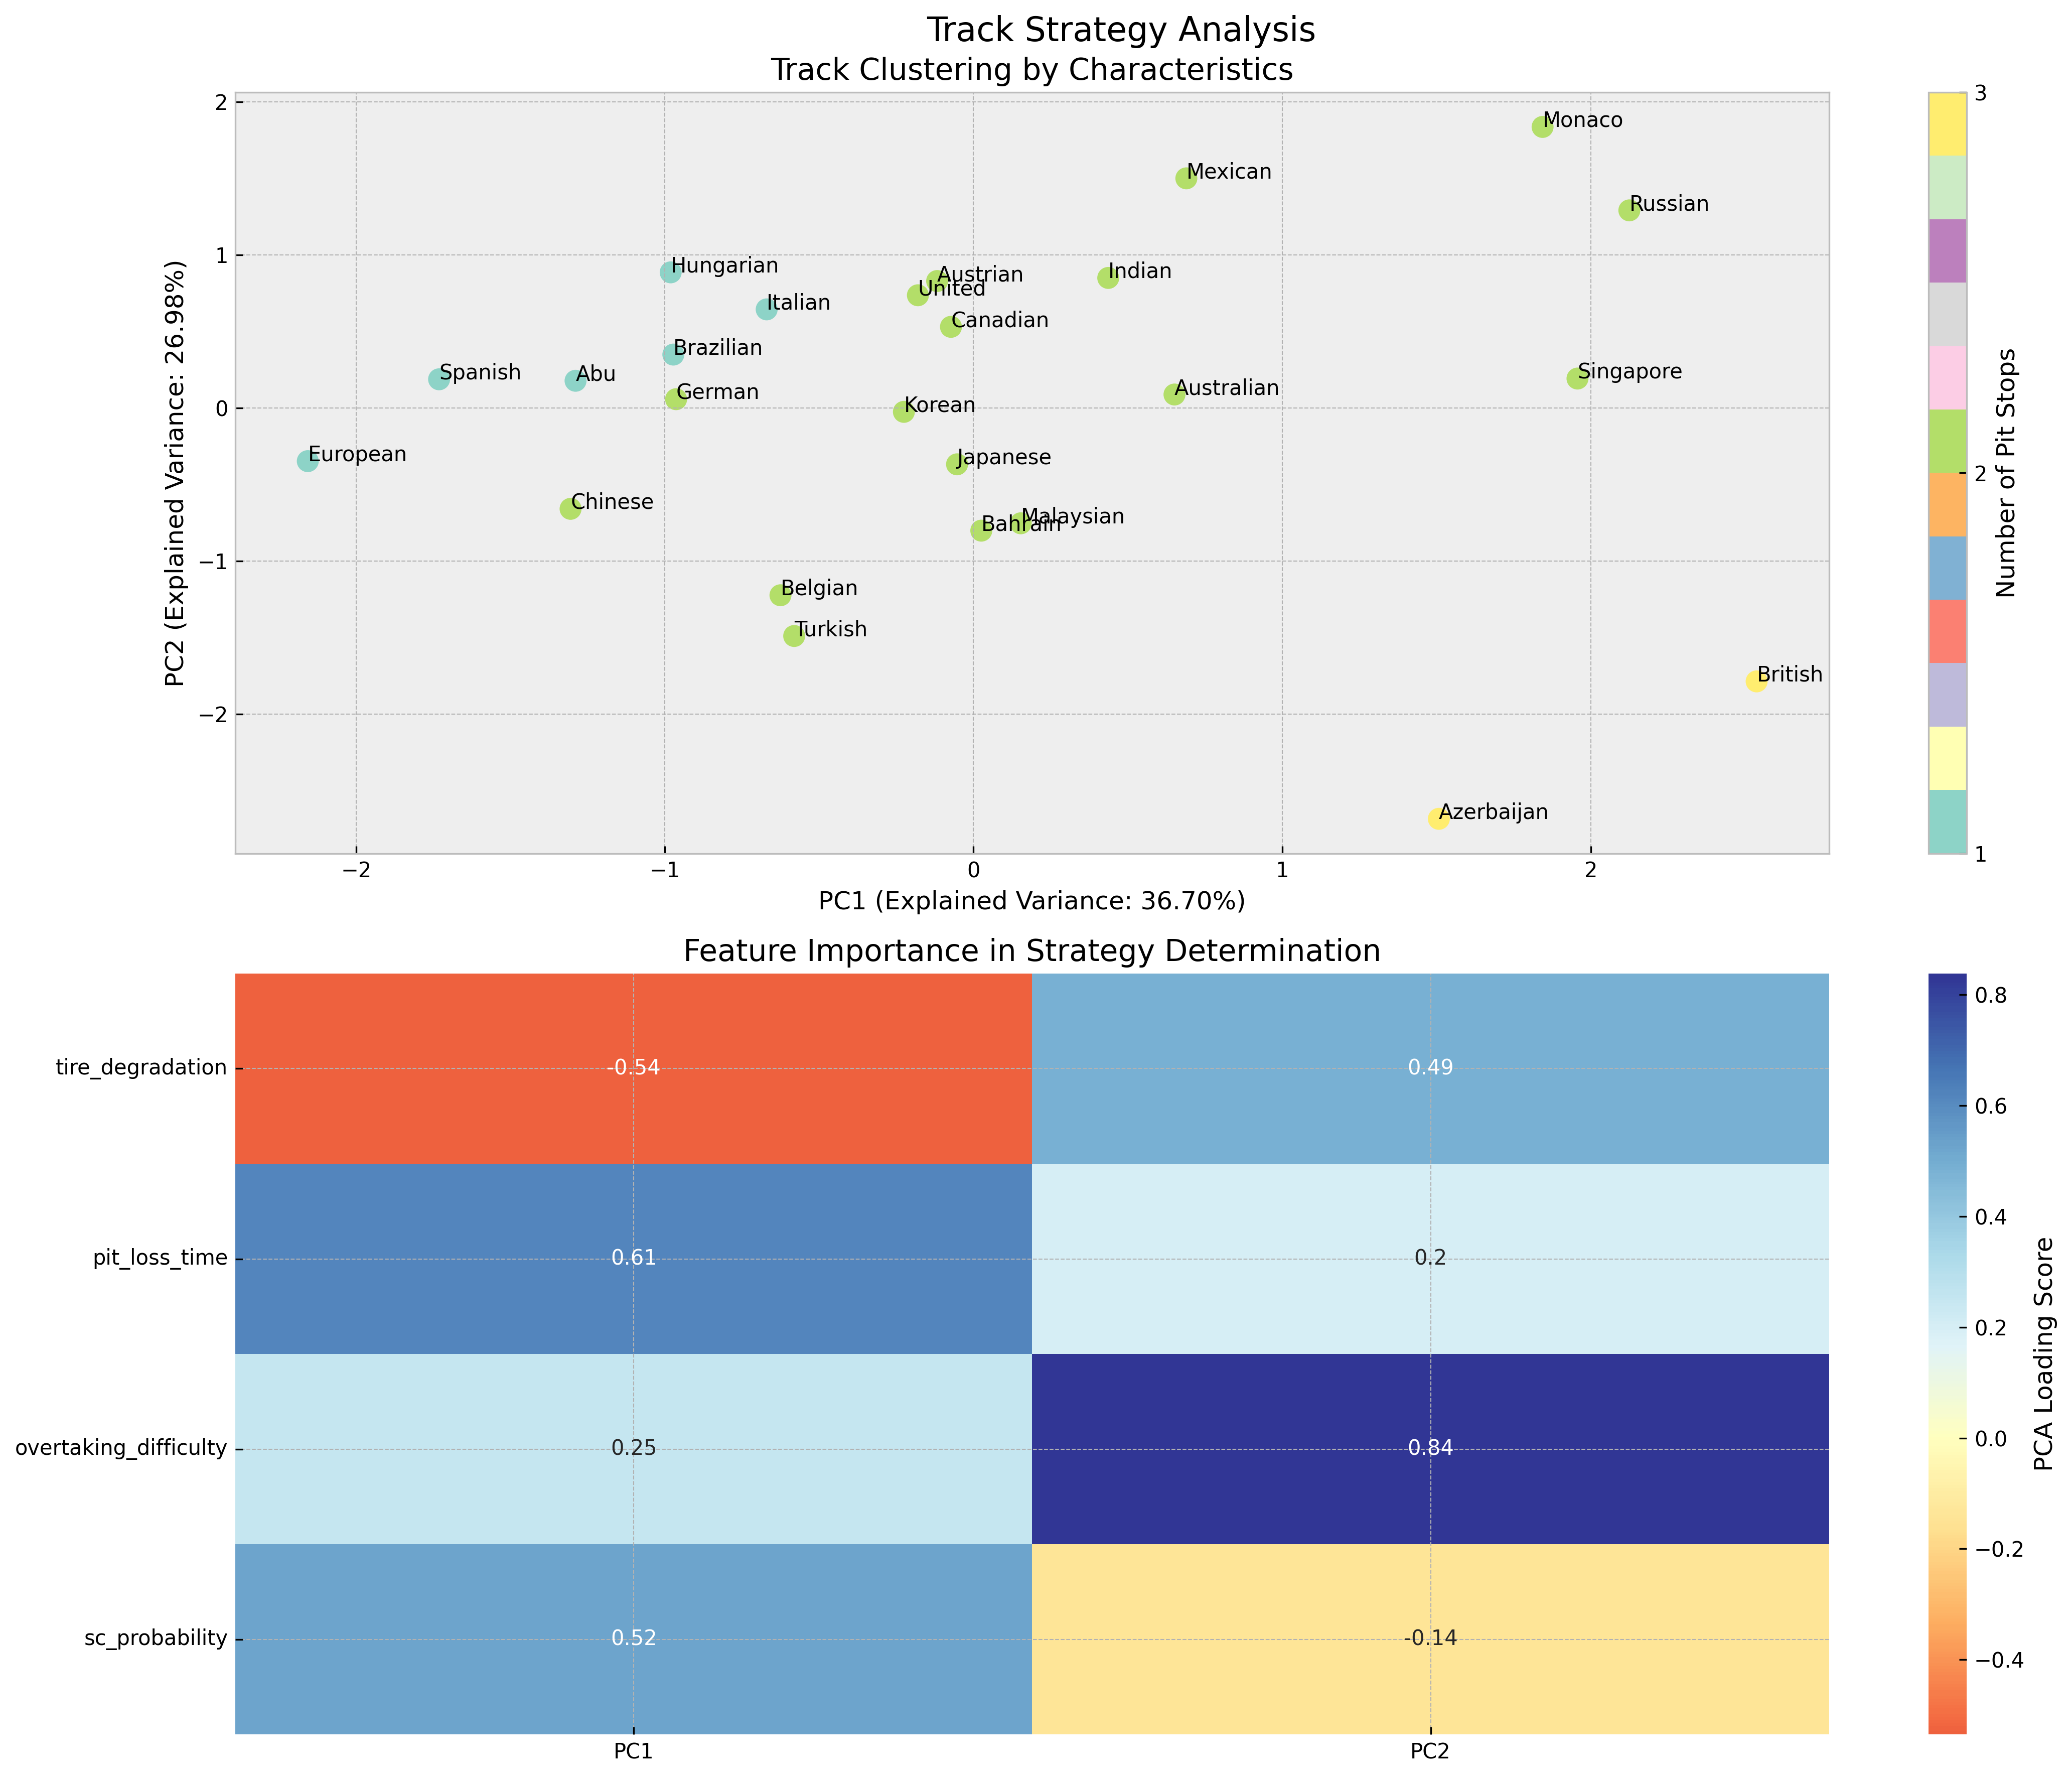 Track Strategy Analysis
Track Clustering by Characteristics
2
1
0
−1
−2
PC2 (Explained Variance: 26.98%)
Monaco
Mexican
Russian
Hungarian
Austrian
Indian
United
Italian
Canadian
Brazilian
Spanish
Abu
Singapore
German
Australian
Korean
European
Japanese
Chinese
Malaysian
Bahrain
Belgian
Turkish
British
Azerbaijan
−2
−1
0
1
2
PC1 (Explained Variance: 36.70%)
3
2
1
Number of Pit Stops
Feature Importance in Strategy Determination
tire_degradation
-0.54
0.49
pit_loss_time
0.61
0.2
overtaking_difficulty
0.25
0.84
sc_probability
0.52
-0.14
PC1
PC2
0.8
0.6
0.4
0.2
0.0
−0.2
−0.4
PCA Loading Score